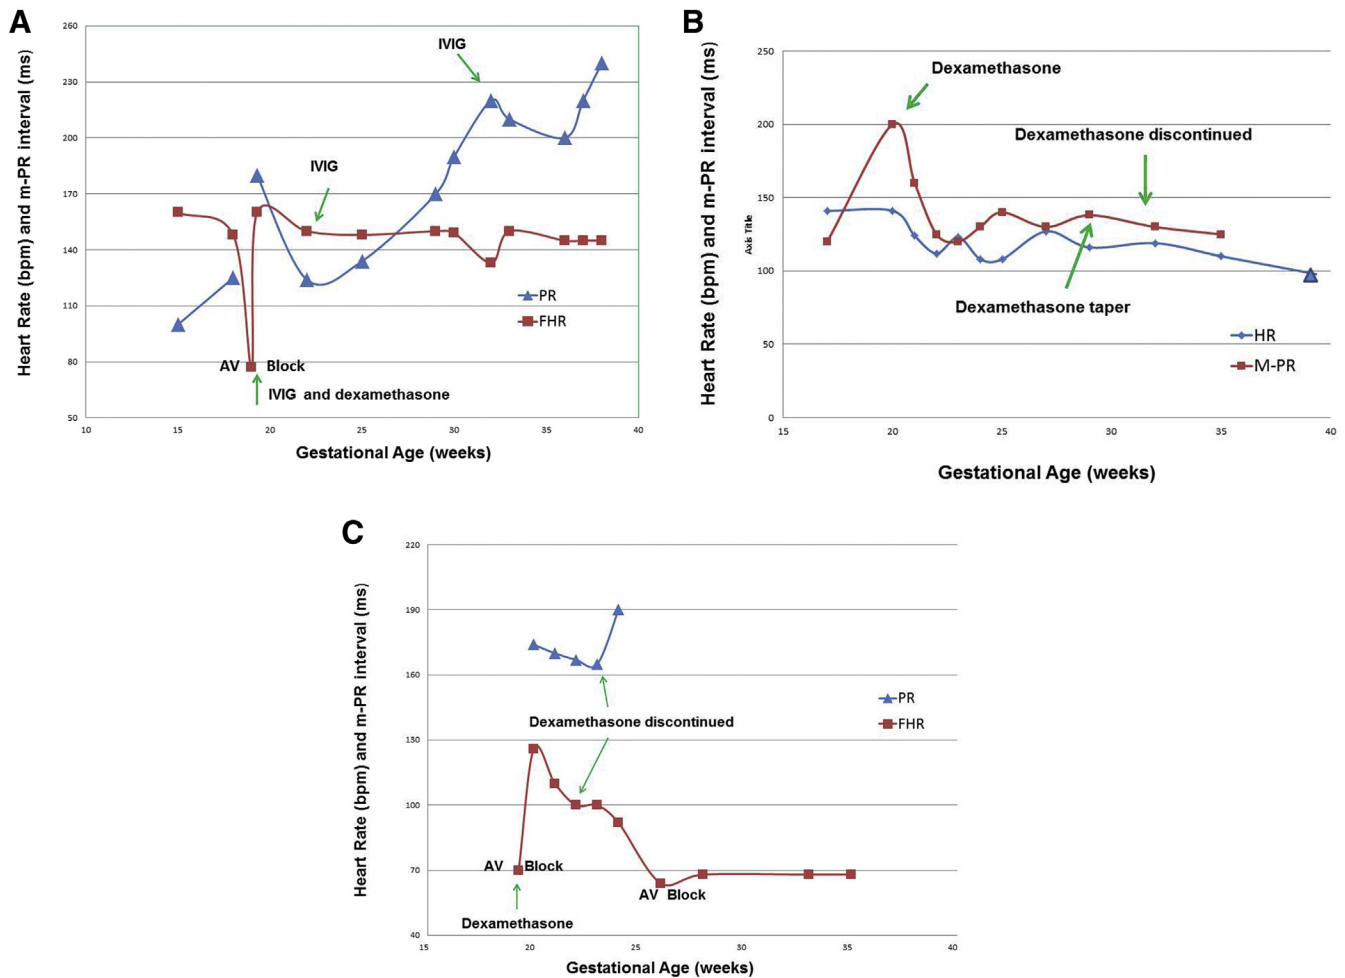 A
Heart Rate (bpm) and m-PR interval (ms)
260
230
200
170
140
110
80
50
10
15
20
25
30
35
40
IVIG
IVIG
PR
FHR
AV Block
IVIG and dexamethasone
Gestational Age (weeks)
B
Heart Rate (bpm) and m-PR interval (ms)
Axis Title
250
200
150
100
50
0
15
20
25
30
35
40
Dexamethasone
Dexamethasone discontinued
Dexamethasone taper
HR
M-PR
Gestational Age (weeks)
C
Heart Rate (bpm) and m-PR interval (ms)
220
190
160
130
100
70
40
15
20
25
30
35
40
Dexamethasone discontinued
PR
FHR
AV Block
AV Block
Dexamethasone
Gestational Age (weeks)